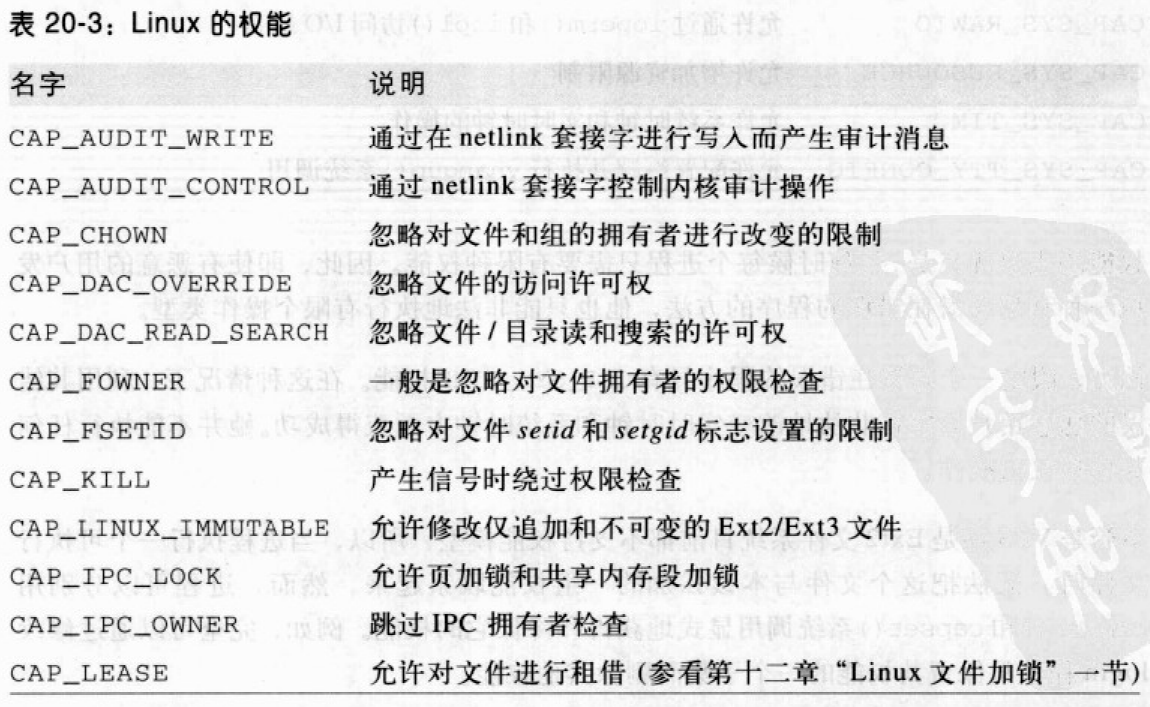 表 20-3：Linux 的权能
名字 说明
CAP_AUDIT_WRITE 通过在 netlink 套接字进行写入而产生审计消息
CAP_AUDIT_CONTROL 通过 netlink 套接字控制内核审计操作
CAP_CHOWN 忽略对文件和组的拥有者进行改变的限制
CAP_DAC_OVERRIDE 忽略文件的访问许可权
CAP_DAC_READ_SEARCH 忽略文件 / 目录读和搜索的许可权
CAP_FOWNER 一般是忽略对文件拥有者的权限检查
CAP_FSETID 忽略对文件 setid 和 setgid 标志设置的限制
CAP_KILL 产生信号时绕过权限检查
CAP_LINUX_IMMUTABLE 允许修改仅追加和不可变的 Ext2/Ext3 文件
CAP_IPC_LOCK 允许页加锁和共享内存段加锁
CAP_IPC_OWNER 跳过 IPC 拥有者检查
CAP_LEASE 允许对文件进行租借 (参看第十二章 “Linux 文件加锁” 一节)